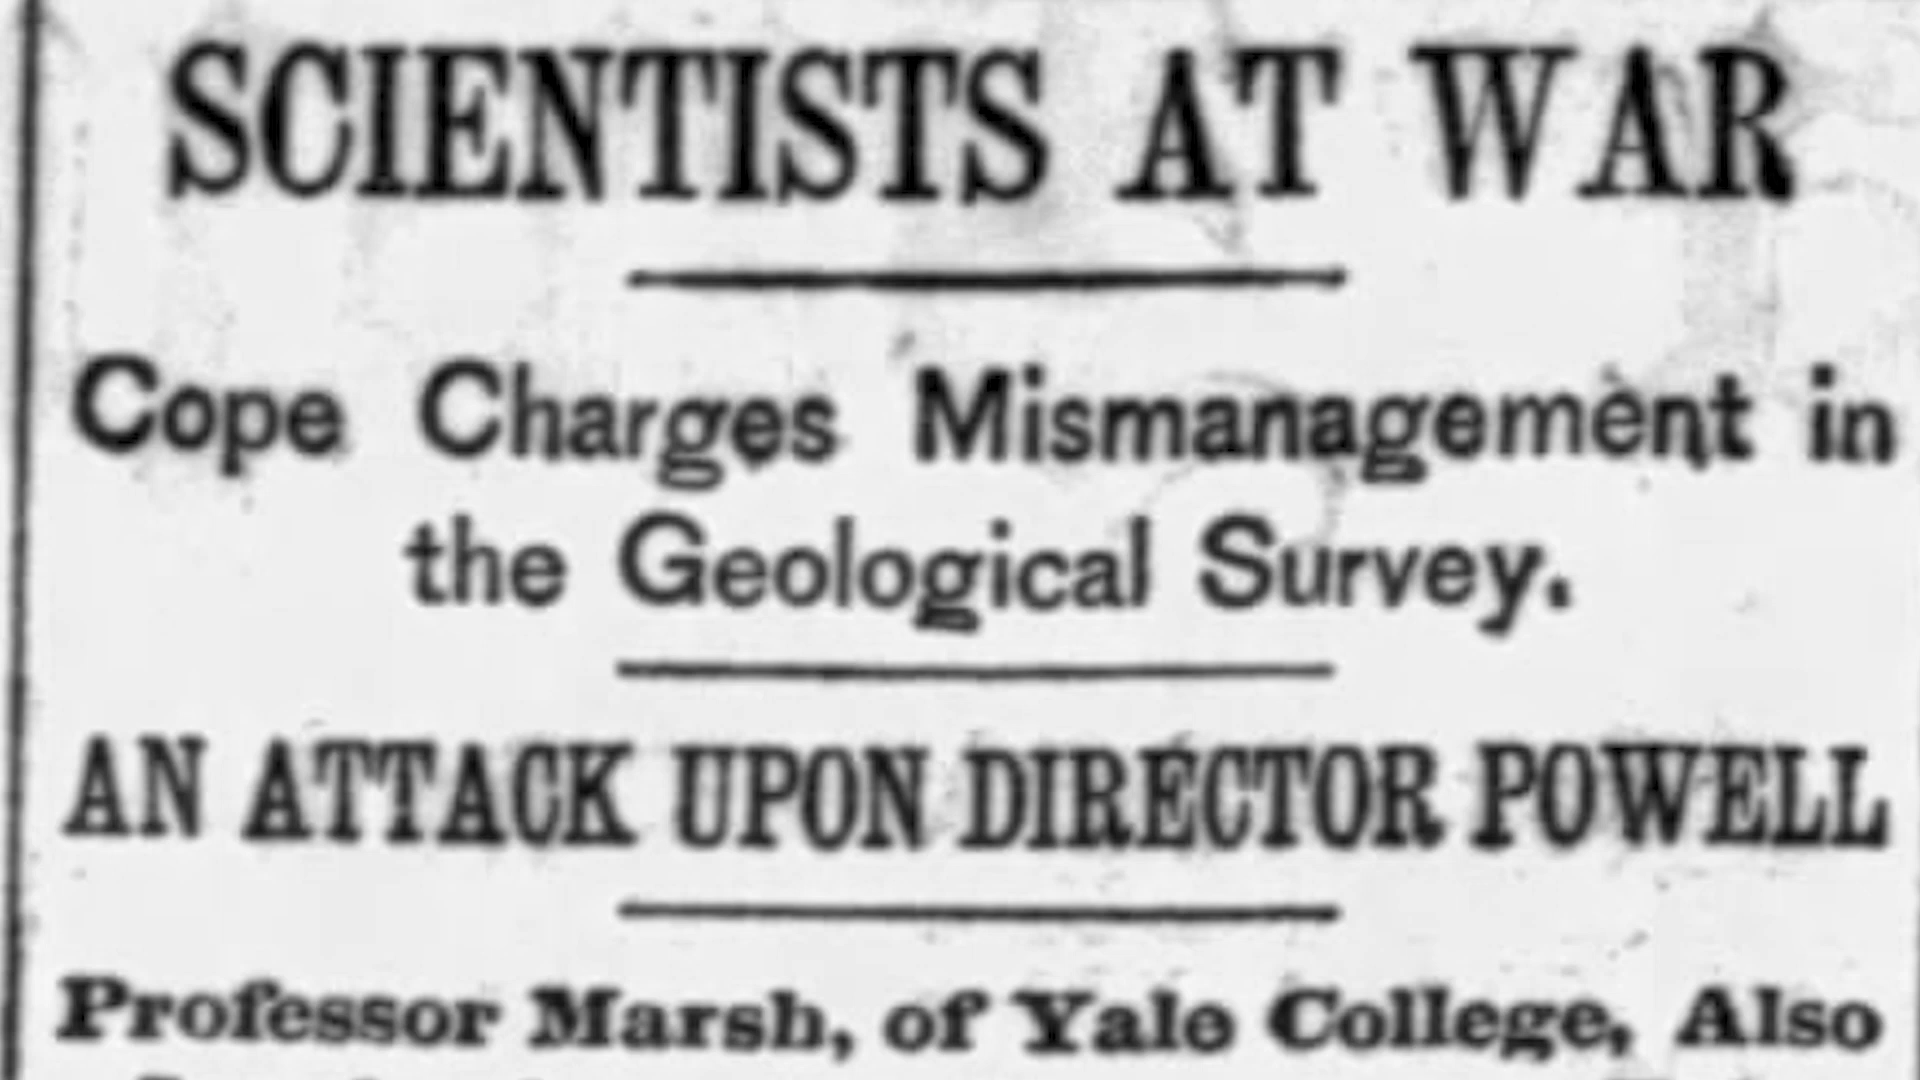 SCIENTISTS AT WAR
Cope Charges Mismanagement in
the Geological Survey.
AN ATTACK UPON DIRECTOR POWELL
Professor Marsh, of Yale College, Also